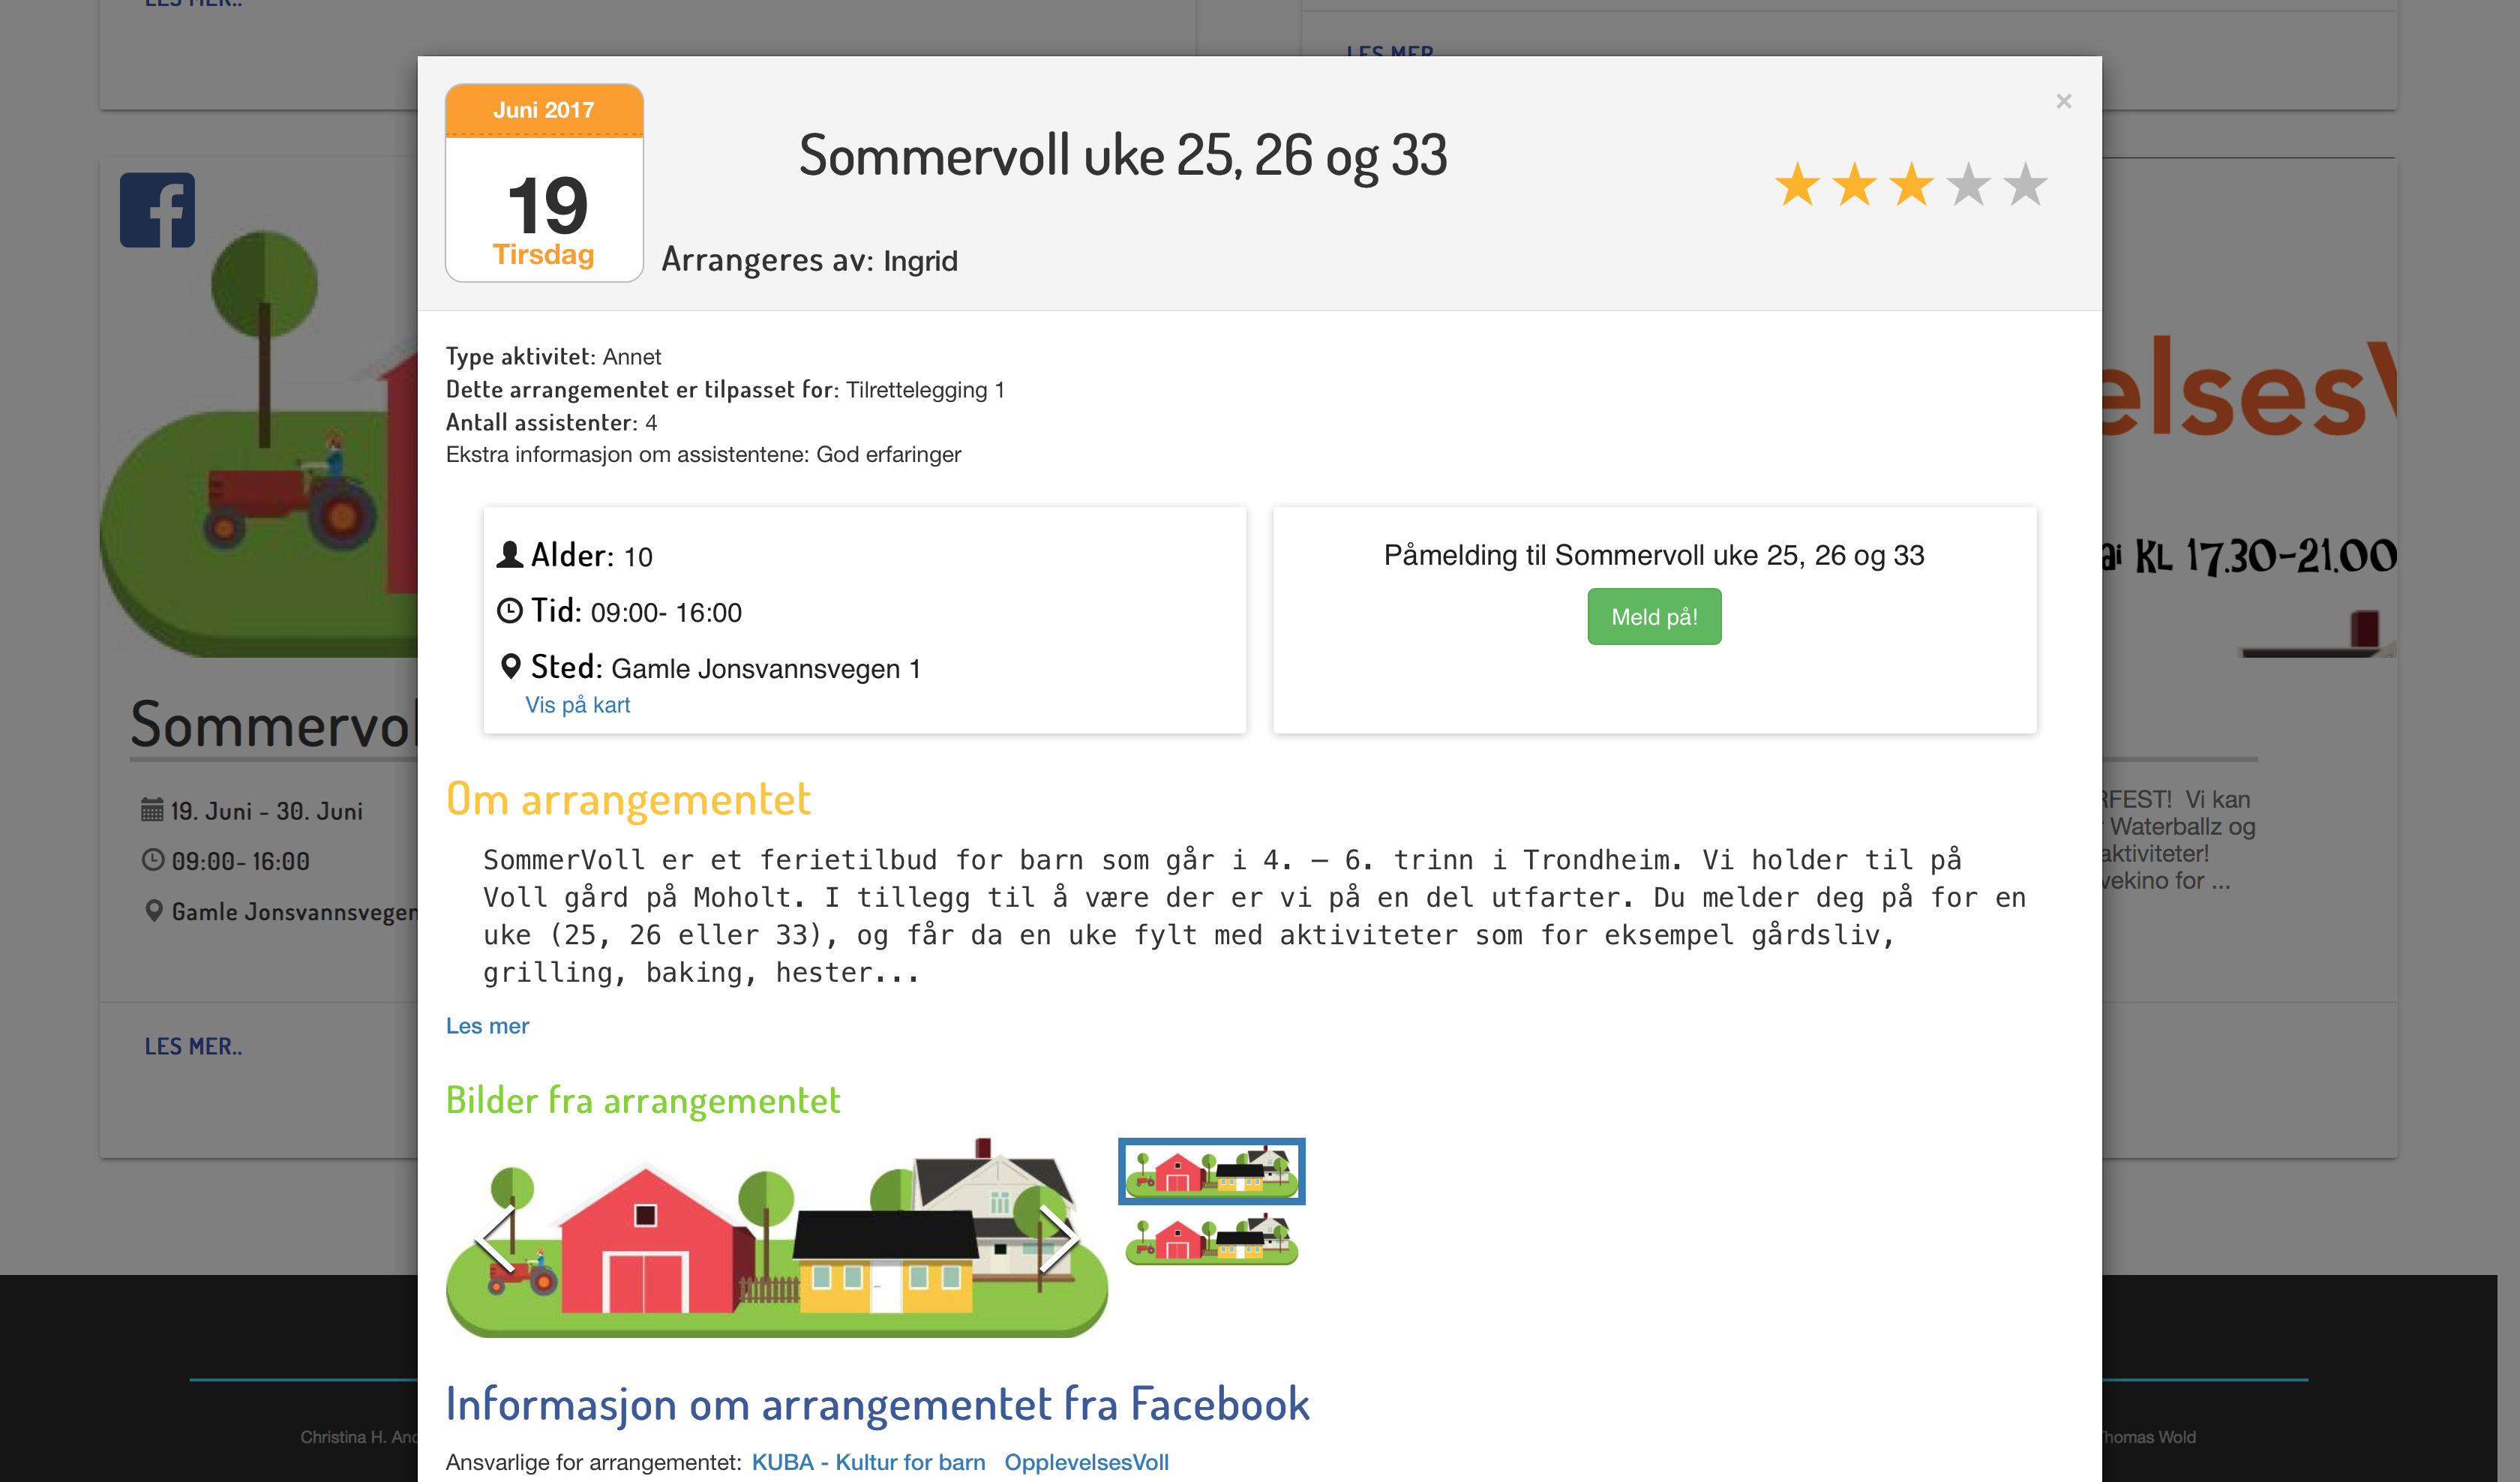 LES MER..
LES MER
Juni 2017
19
Tirsdag
Sommervoll uke 25, 26 og 33
×
Arrangeres av: Ingrid
Type aktivitet: Annet
Dette arrangementet er tilpasset for: Tilrettelegging 1
Antall assistenter: 4
Ekstra informasjon om assistentene: God erfaringer
Alder: 10
Tid: 09:00- 16:00
Sted: Gamle Jonsvannsvegen 1
Vis på kart
Påmelding til Sommervoll uke 25, 26 og 33
Meld på!
Om arrangementet
SommerVoll er et ferietilbud for barn som går i 4. – 6. trinn i Trondheim. Vi holder til på
Voll gård på Moholt. I tillegg til å være der er vi på en del utfarter. Du melder deg på for en
uke (25, 26 eller 33), og får da en uke fylt med aktiviteter som for eksempel gårdsliv,
grilling, baking, hester...
Les mer
Bilder fra arrangementet
Informasjon om arrangementet fra Facebook
Ansvarlige for arrangementet: KUBA - Kultur for barn OpplevelsesVoll
Sommervol
19. Juni - 30. Juni
09:00- 16:00
Gamle Jonsvannsvegen
LES MER..
elsesV
ai KL 17.30-21.00
RFEST! Vi kan
Waterballz og
aktiviteter!
vekino for ...
Christina H. And
Thomas Wold